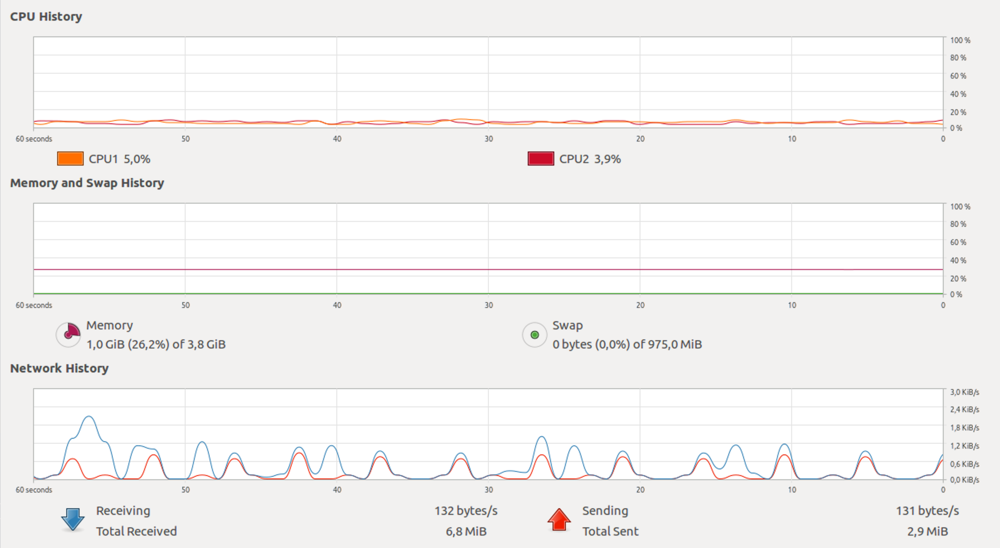 CPU History
100 %
80 %
60 %
40 %
20 %
0 %
60 seconds 50 40 30 20 10 0
CPU1 5,0% CPU2 3,9%
Memory and Swap History
100 %
80 %
60 %
40 %
20 %
0 %
60 seconds 50 40 30 20 10 0
Memory Swap
1,0 GiB (26,2%) of 3,8 GiB 0 bytes (0,0%) of 975,0 MiB
Network History
3,0 KiB/s
2,4 KiB/s
1,8 KiB/s
1,2 KiB/s
0,6 KiB/s
0,0 KiB/s
60 seconds 50 40 30 20 10 0
Receiving 132 bytes/s Sending 131 bytes/s
Total Received 6,8 MiB Total Sent 2,9 MiB